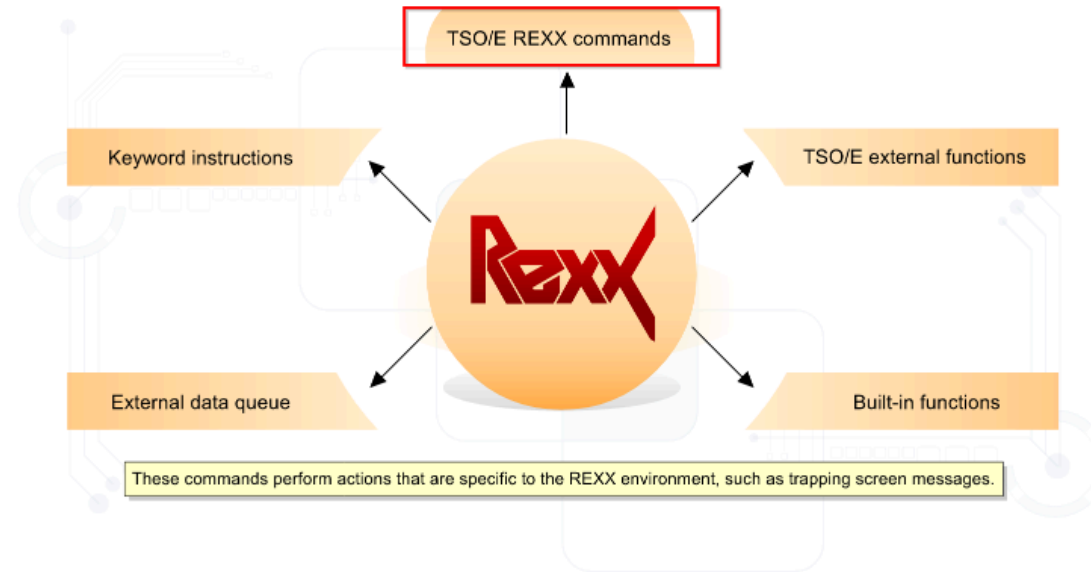 TSO/E REXX commands
Keyword instructions
TSO/E external functions
Rexx
External data queue
Built-in functions
These commands perform actions that are specific to the REXX environment, such as trapping screen messages.